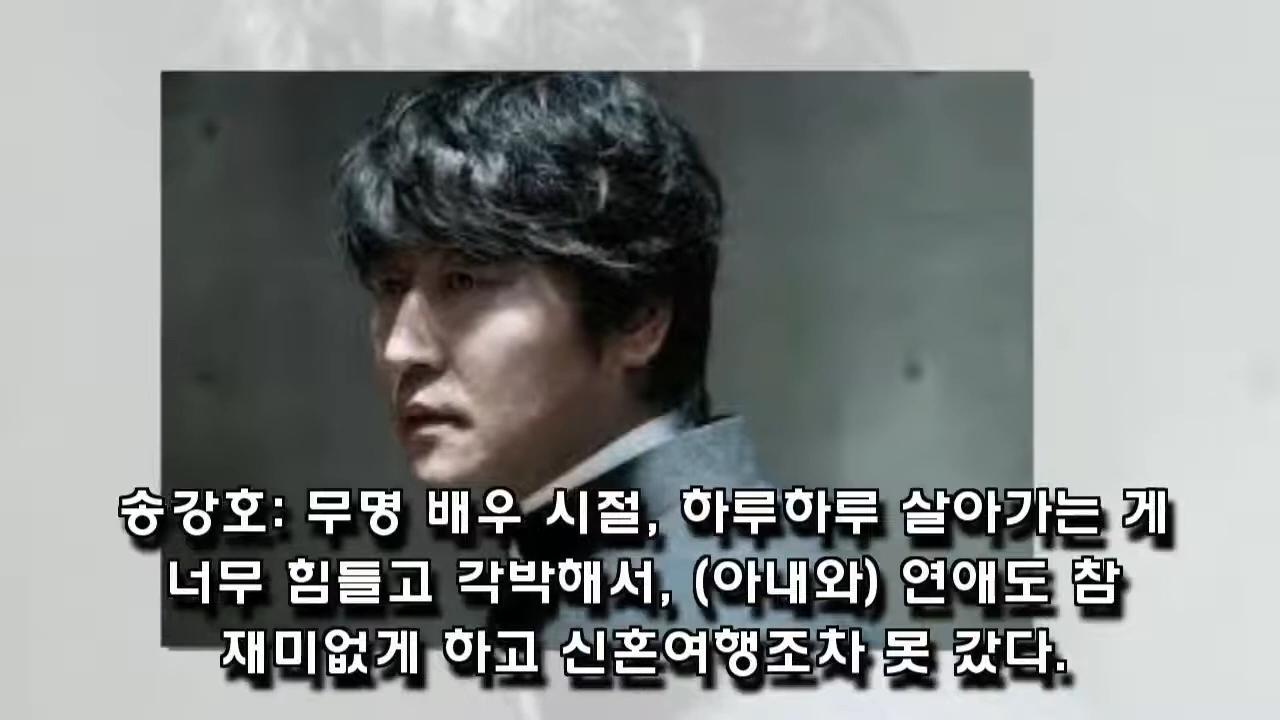 송강호: 무명 배우 시절, 하루하루 살아가는 게
너무 힘들고 각박해서, (아내와) 연애도 참
재미없게 하고 신혼여행조차 못 갔다.